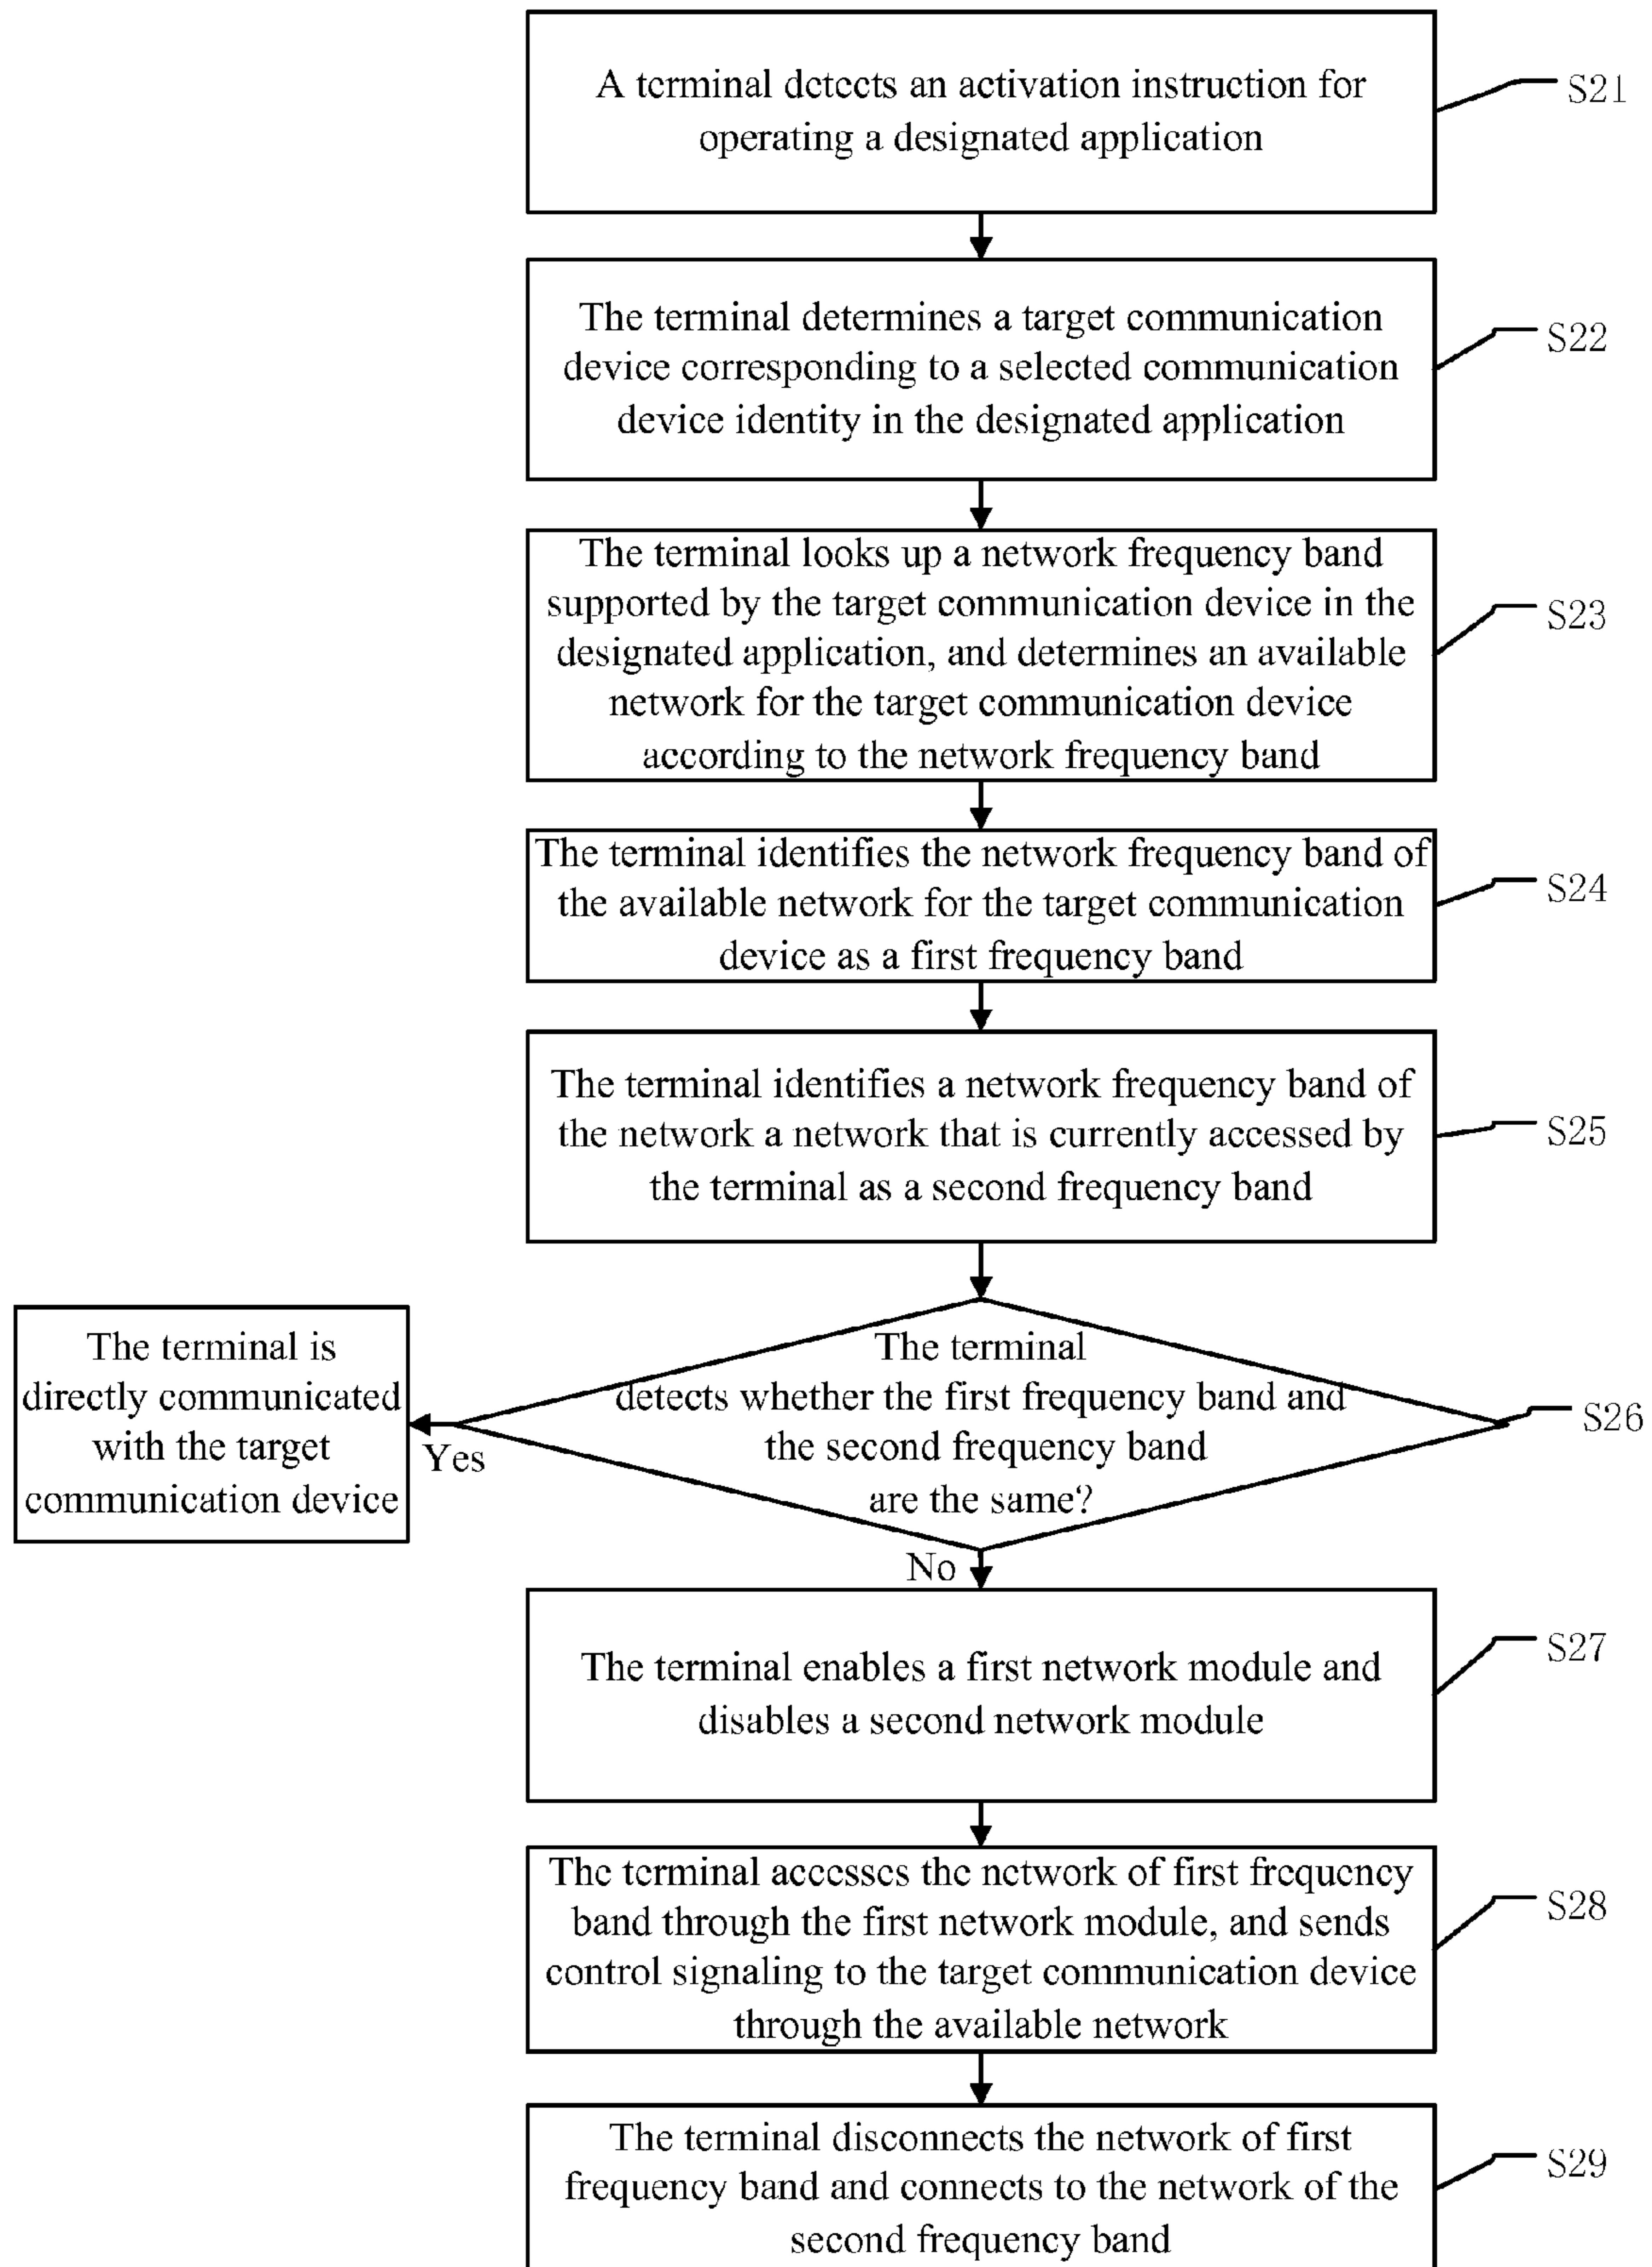 A terminal detects an activation instruction for
operating a designated application
S21
The terminal determines a target communication
device corresponding to a selected communication
device identity in the designated application
S22
The terminal looks up a network frequency band
supported by the target communication device in the
designated application, and determines an available
network for the target communication device
according to the network frequency band
S23
The terminal identifies the network frequency band of
the available network for the target communication
device as a first frequency band
S24
The terminal identifies a network frequency band of
the network a network that is currently accessed by
the terminal as a second frequency band
S25
The terminal
detects whether the first frequency band and
the second frequency band
are the same?
S26
Yes
The terminal is
directly communicated
with the target
communication device
No
The terminal enables a first network module and
disables a second network module
S27
The terminal accesses the network of first frequency
band through the first network module, and sends
control signaling to the target communication device
through the available network
S28
The terminal disconnects the network of first
frequency band and connects to the network of the
second frequency band
S29